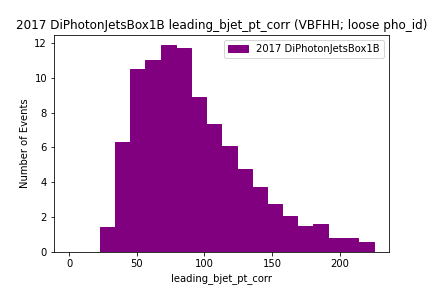 2017 DiPhotonJetsBox1B leading_bjet_pt_corr (VBFHH; loose pho_id)
2017 DiPhotonJetsBox1B
12
10
8
6
4
2
0
Number of Events
0 50 100 150 200
leading_bjet_pt_corr